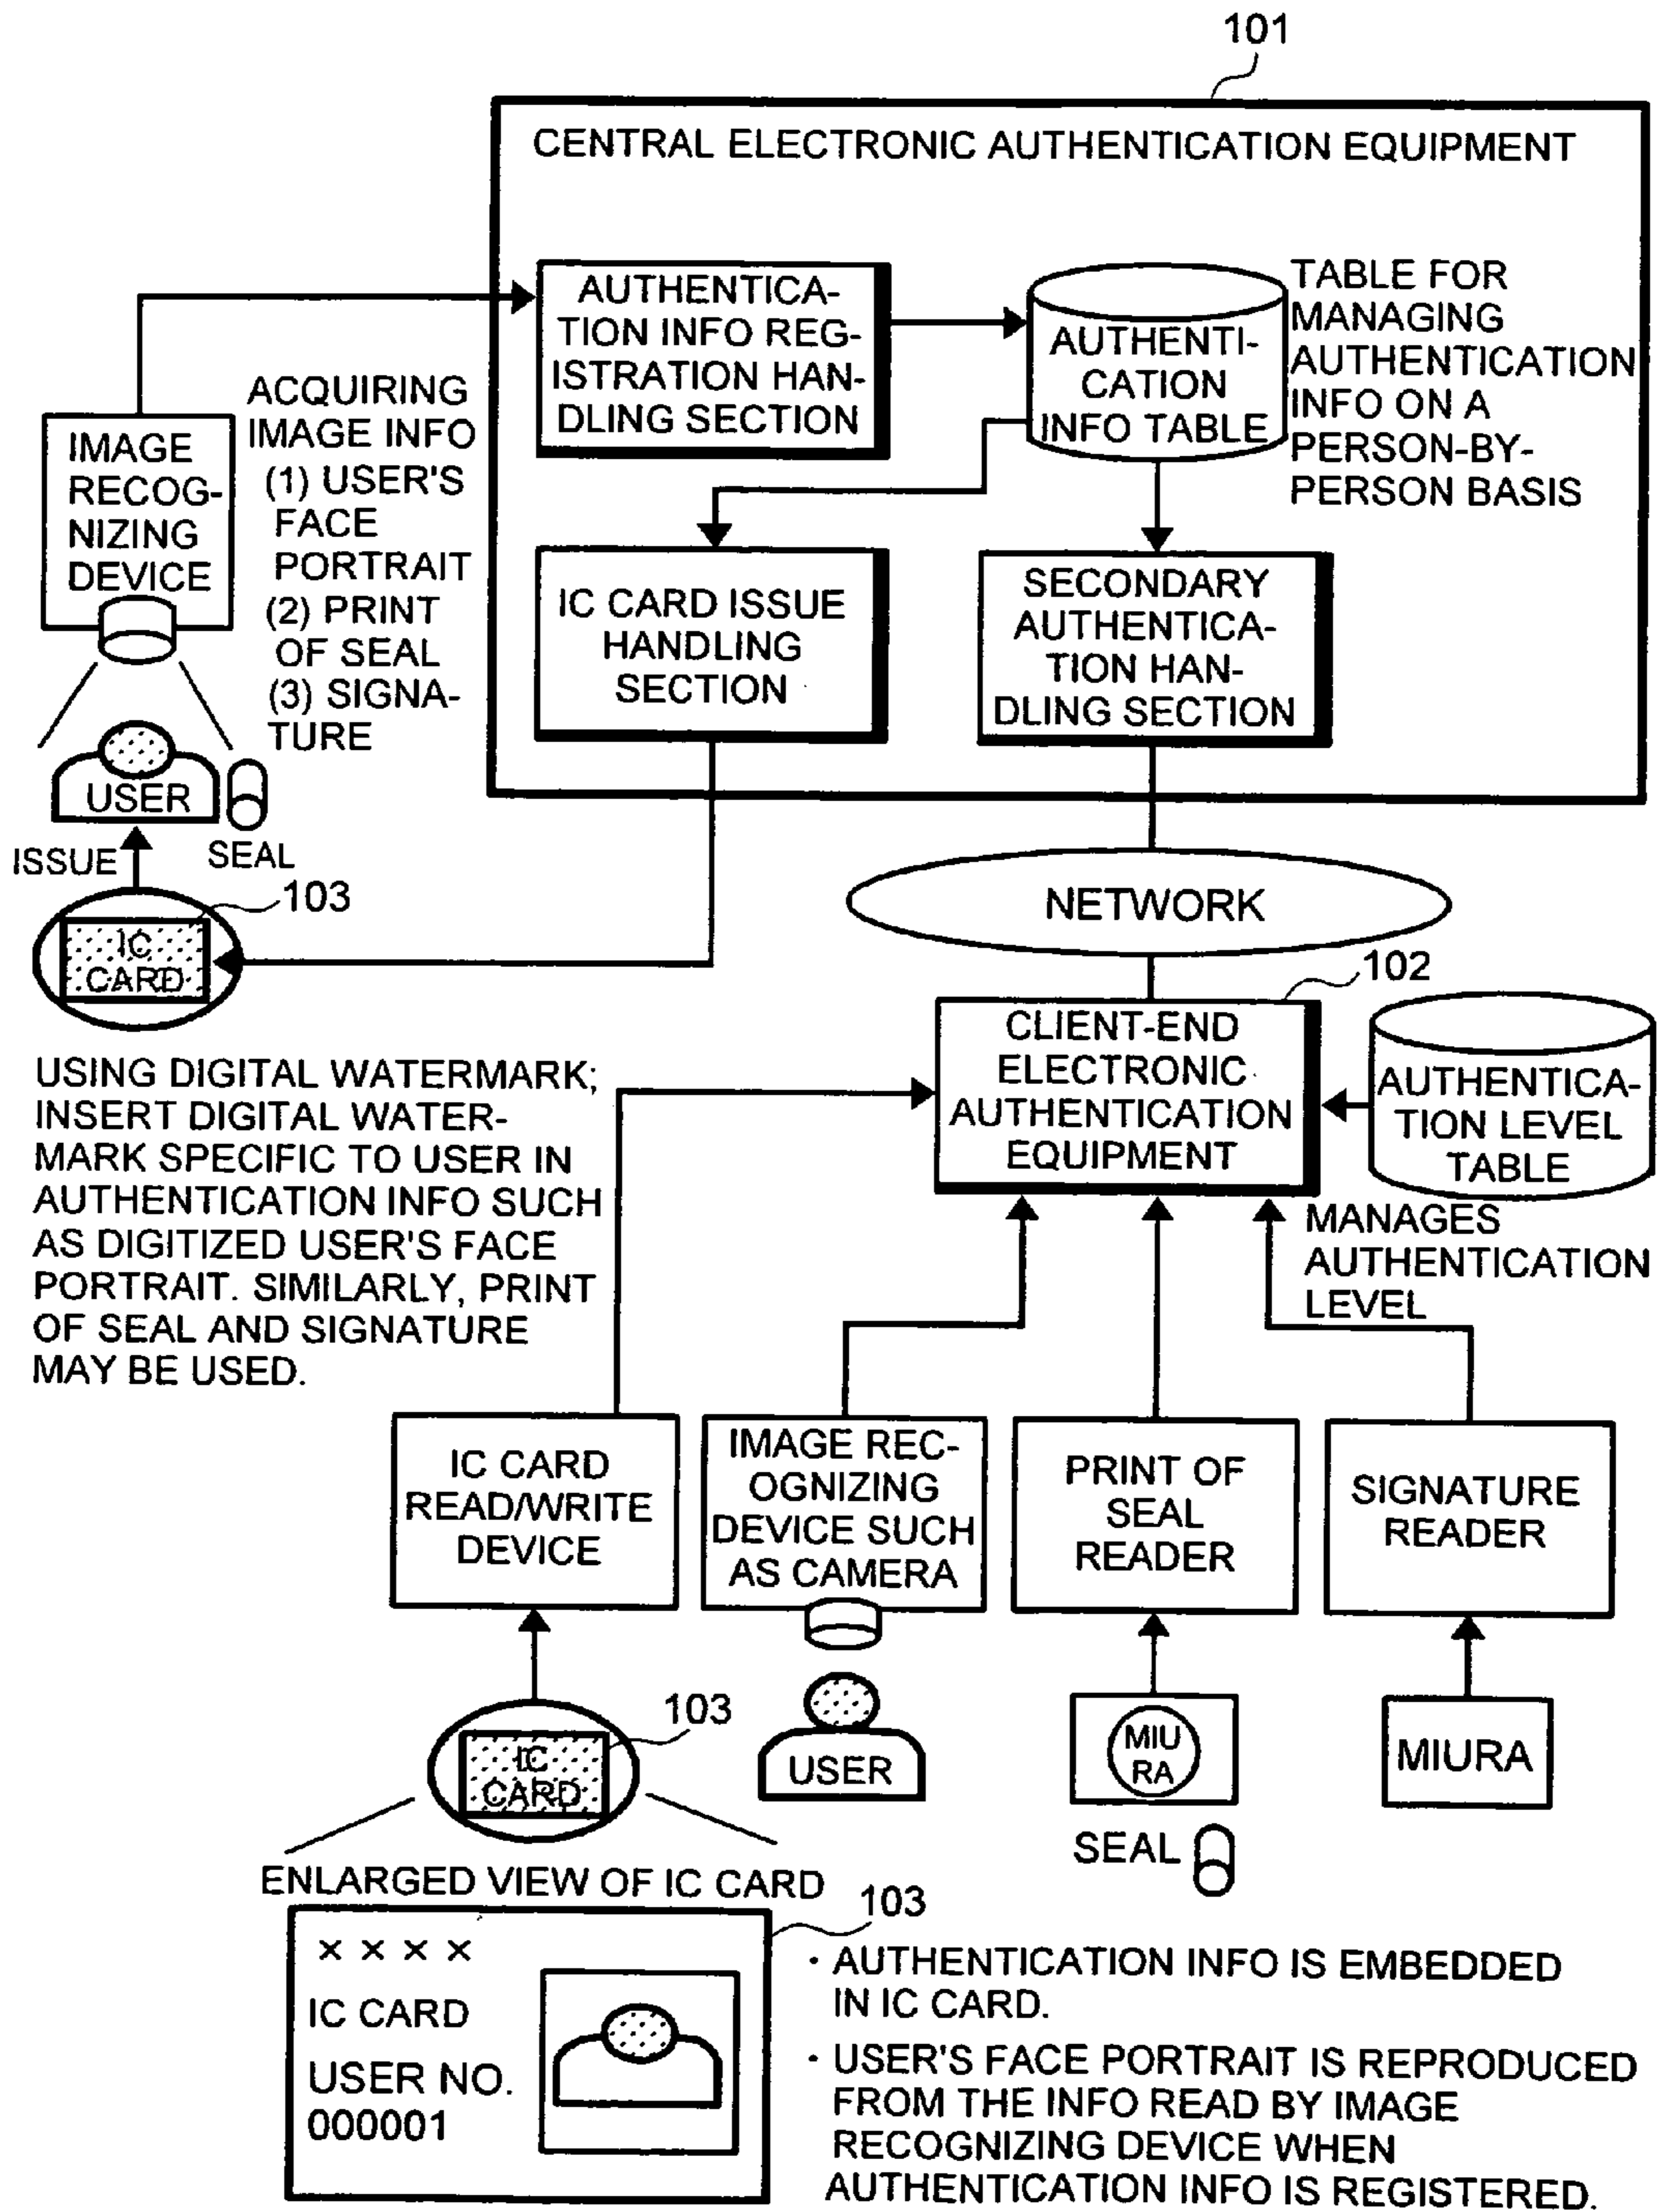 101
CENTRAL ELECTRONIC AUTHENTICATION EQUIPMENT
AUTHENTICA-
TION INFO REG-
ISTRATION HAN-
DLING SECTION
AUTHENTI-
CATION
INFO TABLE
TABLE FOR
MANAGING
AUTHENTICATION
INFO ON A
PERSON-BY-
PERSON BASIS
IMAGE
RECOG-
NIZING
DEVICE
ACQUIRING
IMAGE INFO
(1) USER'S
FACE
PORTRAIT
(2) PRINT
OF SEAL
(3) SIGNA-
TURE
IC CARD ISSUE
HANDLING
SECTION
SECONDARY
AUTHENTICA-
TION HAN-
DLING SECTION
USER
SEAL
ISSUE
103
IC
CARD
NETWORK
102
CLIENT-END
ELECTRONIC
AUTHENTICATION
EQUIPMENT
AUTHENTICA-
TION LEVEL
TABLE
MANAGES
AUTHENTICATION
LEVEL
USING DIGITAL WATERMARK;
INSERT DIGITAL WATER-
MARK SPECIFIC TO USER IN
AUTHENTICATION INFO SUCH
AS DIGITIZED USER'S FACE
PORTRAIT. SIMILARLY, PRINT
OF SEAL AND SIGNATURE
MAY BE USED.
IC CARD
READ/WRITE
DEVICE
IMAGE REC-
OGNIZING
DEVICE SUCH
AS CAMERA
PRINT OF
SEAL
READER
SIGNATURE
READER
103
IC
CARD
USER
MIU
RA
SEAL
MIURA
ENLARGED VIEW OF IC CARD
103
× × × ×
IC CARD
USER NO.
000001
· AUTHENTICATION INFO IS EMBEDDED
IN IC CARD.
· USER'S FACE PORTRAIT IS REPRODUCED
FROM THE INFO READ BY IMAGE
RECOGNIZING DEVICE WHEN
AUTHENTICATION INFO IS REGISTERED.